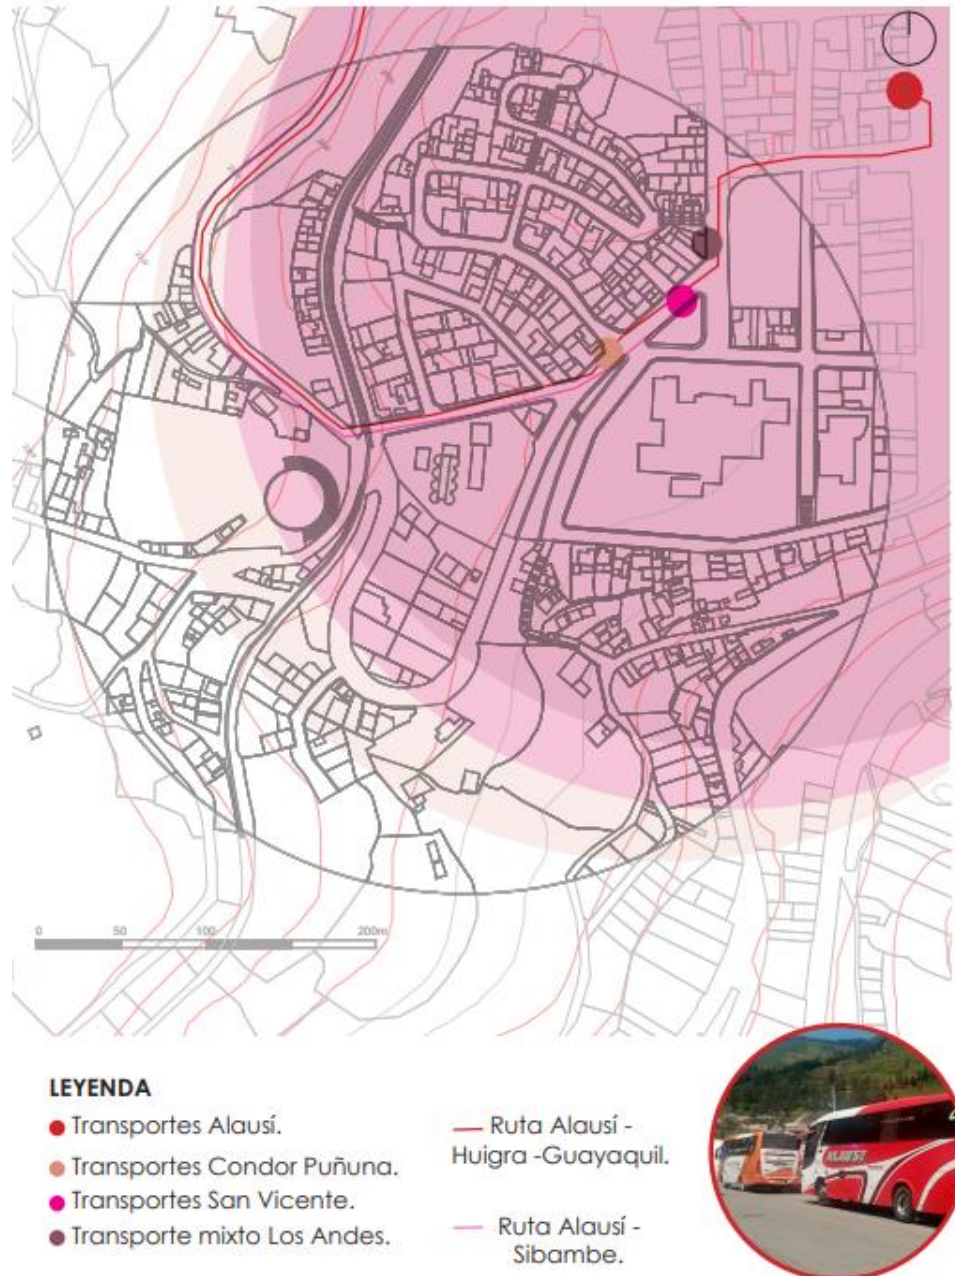 0 50 100 200m
LEYENDA
Transportes Alausí.
Transportes Condor Puñuna.
Transportes San Vicente.
Transporte mixto Los Andes.
Ruta Alausí -
Huigra -Guayaquil.
Ruta Alausí -
Sibambe.
ALAUSI